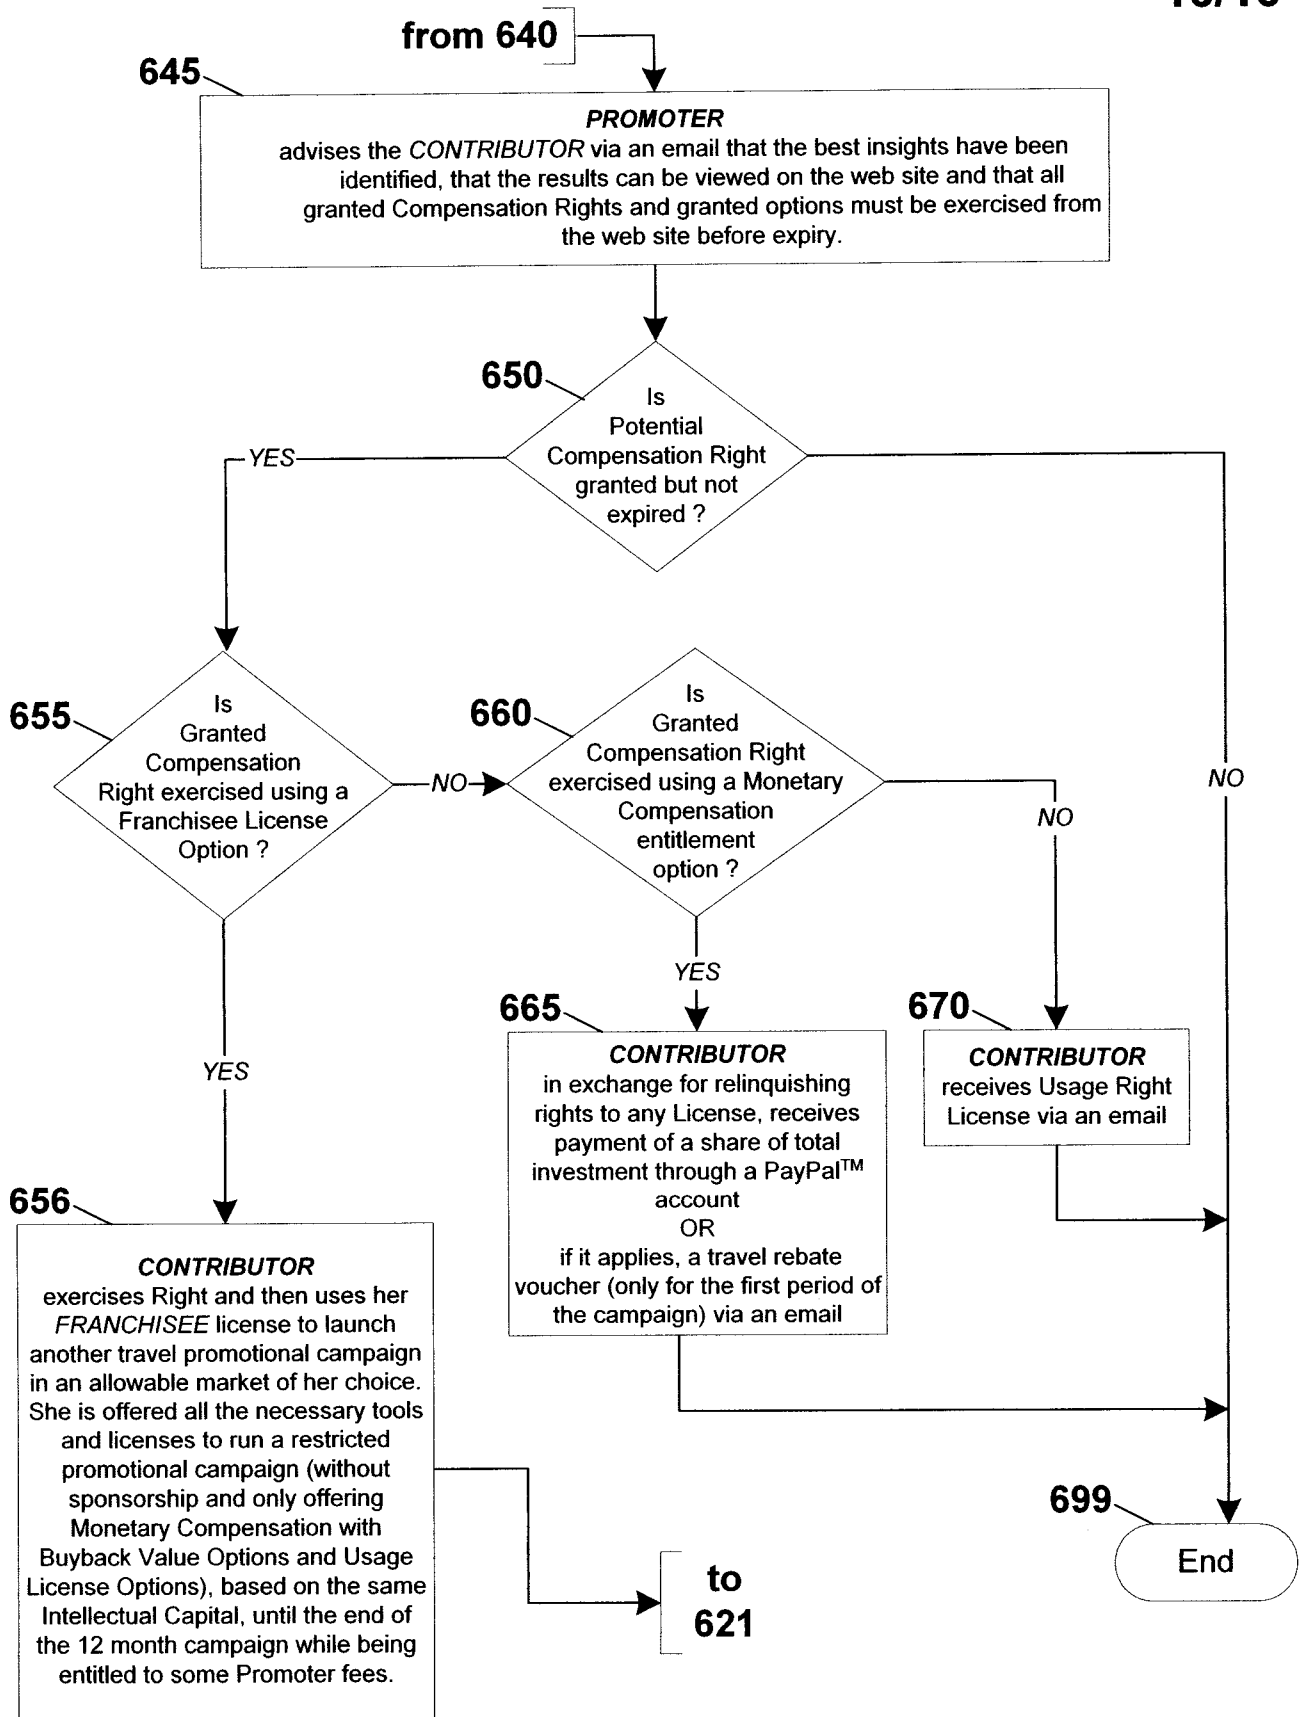 from 640
645
PROMOTER
advises the CONTRIBUTOR via an email that the best insights have been
identified, that the results can be viewed on the web site and that all
granted Compensation Rights and granted options must be exercised from
the web site before expiry.
650
Is
Potential
Compensation Right
granted but not
expired ?
YES
NO
655
Is
Granted
Compensation
Right exercised using a
Franchisee License
Option ?
NO
660
Is
Granted
Compensation Right
exercised using a Monetary
Compensation
entitlement
option ?
NO
YES
YES
665
CONTRIBUTOR
in exchange for relinquishing
rights to any License, receives
payment of a share of total
investment through a PayPal™
account
OR
if it applies, a travel rebate
voucher (only for the first period of
the campaign) via an email
670
CONTRIBUTOR
receives Usage Right
License via an email
656
CONTRIBUTOR
exercises Right and then uses her
FRANCHISEE license to launch
another travel promotional campaign
in an allowable market of her choice.
She is offered all the necessary tools
and licenses to run a restricted
promotional campaign (without
sponsorship and only offering
Monetary Compensation with
Buyback Value Options and Usage
License Options), based on the same
Intellectual Capital, until the end of
the 12 month campaign while being
entitled to some Promoter fees.
to
621
699
End